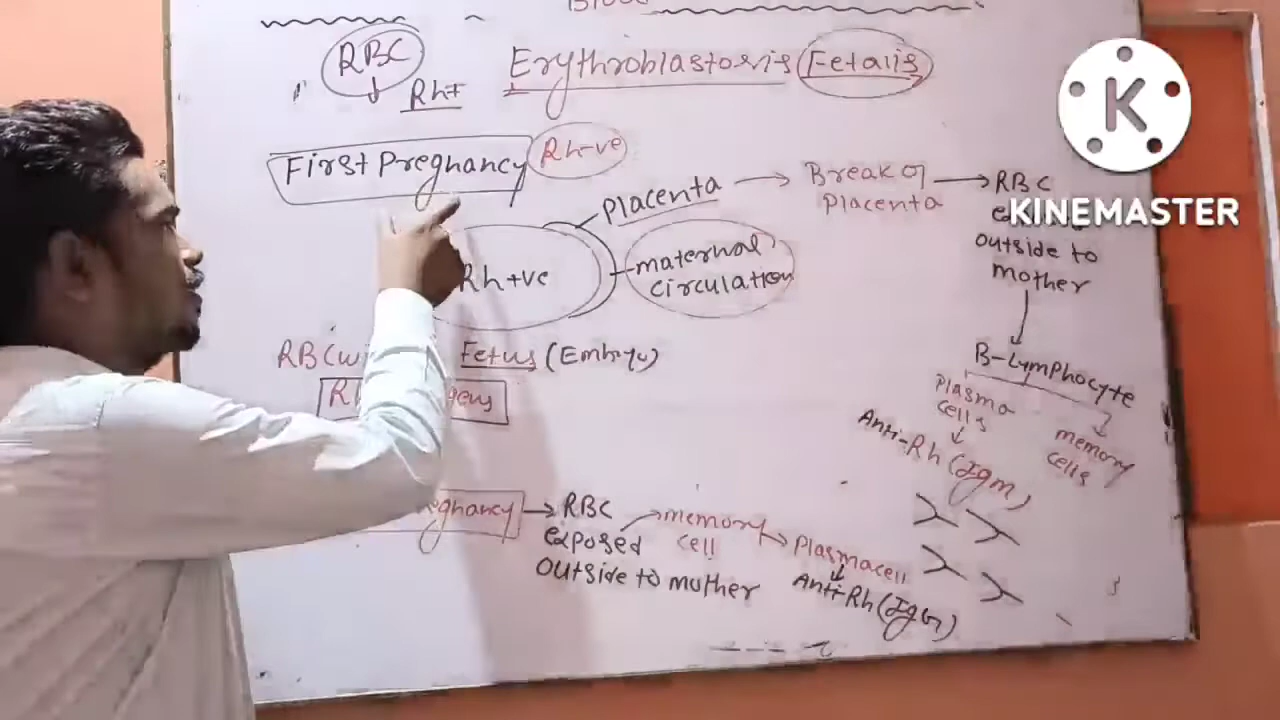 RBC
Erythroblastosis Fetalis
Rh+
First Pregnancy Rh-ve
Placenta
Break of
Placenta
RBC
KINEMASTER
outside to
mother
Rh+ve
maternal
circulation
B-Lymphocyte
Plasma
cells
memory
cells
Anti-Rh (Igm)
Fetus (Embryo)
RBC
memory
cell
Plasmacell
exposed
outside to mother
Anti-Rh (IgG)
K